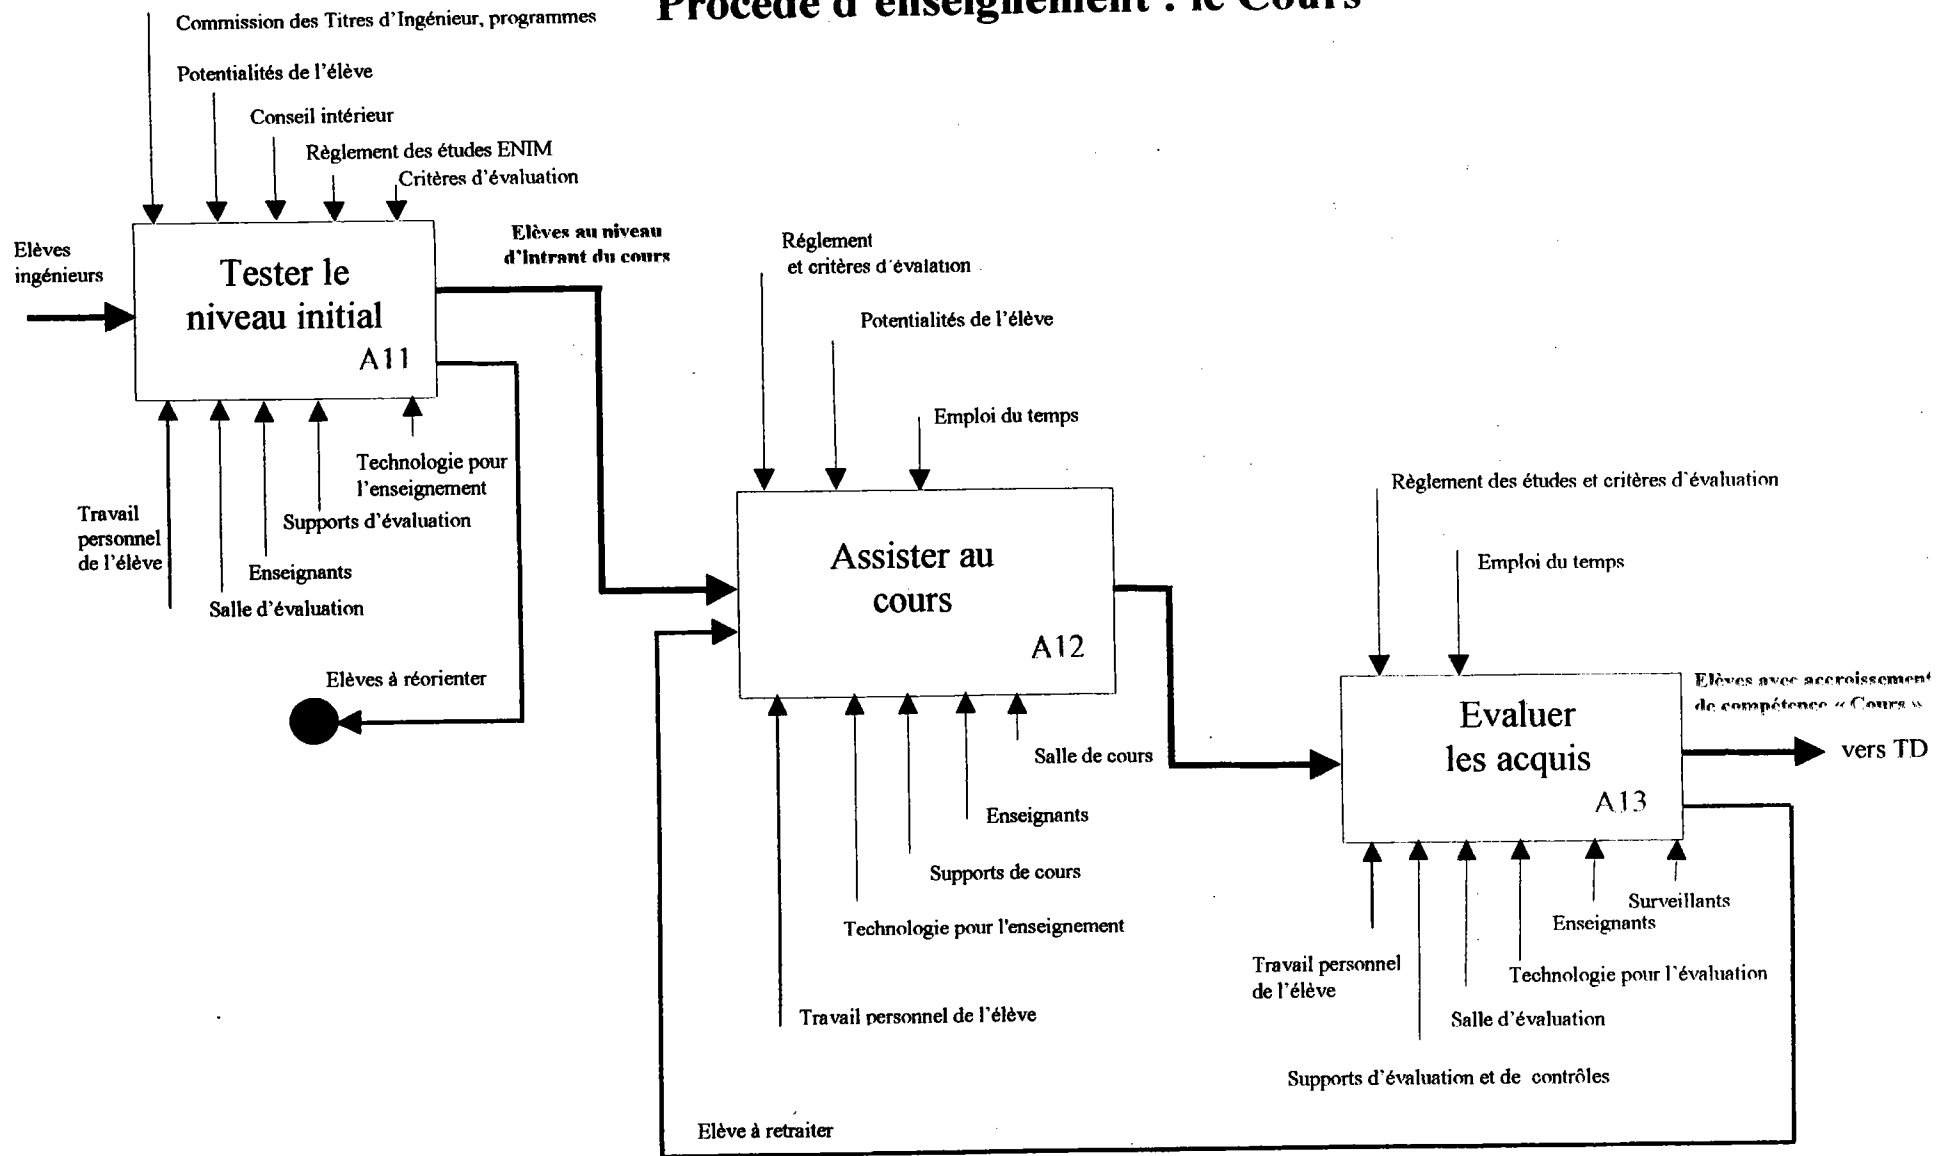 Procédé d'enseignement : le Cours
Commission des Titres d'Ingénieur, programmes
Potentialités de l'élève
Conseil intérieur
Règlement des études ENIM
Critères d'évaluation
Elèves
ingénieurs
Tester le
niveau initial
A11
Elèves au niveau
d'Intrant du cours
Technologie pour
l'enseignement
Supports d'évaluation
Travail
personnel
de l'élève
Enseignants
Salle d'évaluation
Elèves à réorienter
Réglement
et critères d'évalation
Potentialités de l'élève
Emploi du temps
Assister au
cours
A12
Salle de cours
Enseignants
Supports de cours
Technologie pour l'enseignement
Travail personnel de l'élève
Règlement des études et critères d'évaluation
Emploi du temps
Evaluer
les acquis
A13
Elèves avec accroissement
de compétence « Cours »
vers TD
Surveillants
Enseignants
Travail personnel
de l'élève
Technologie pour l'évaluation
Salle d'évaluation
Supports d'évaluation et de contrôles
Elève à retraiter